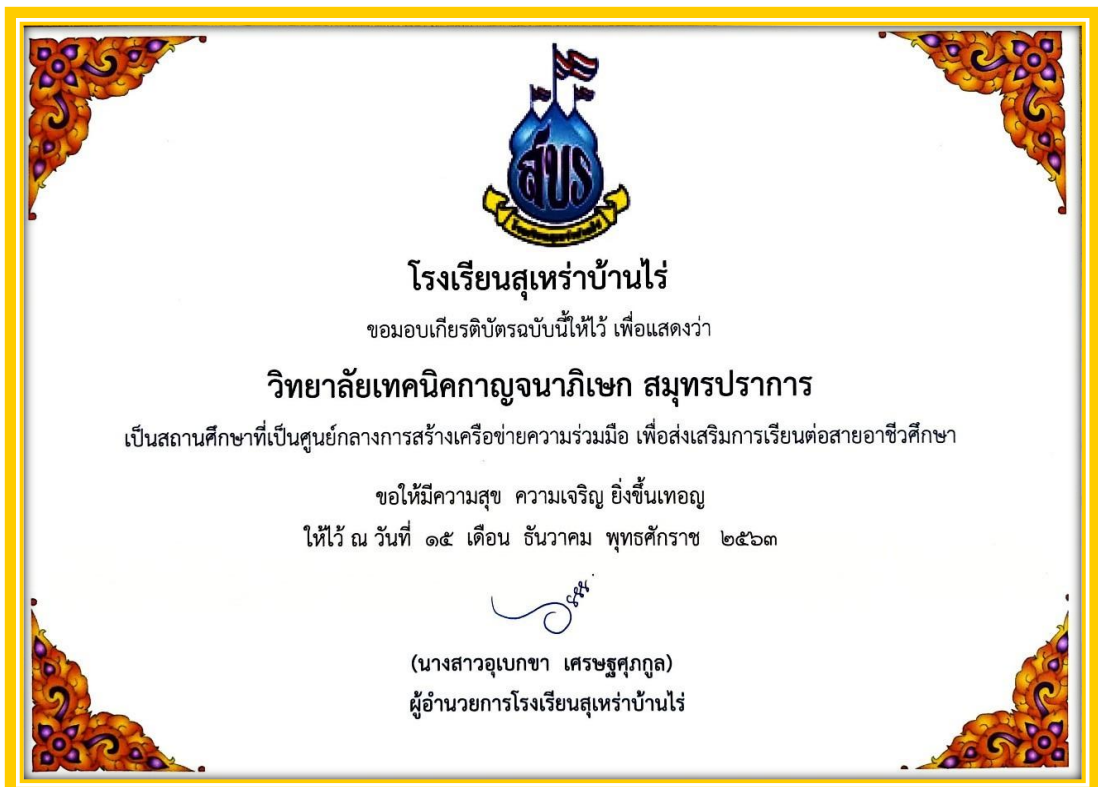 สบร
โรงเรียนสุเหร่าบ้านไร่
ขอมอบเกียรติบัตรฉบับนี้ให้ไว้ เพื่อแสดงว่า
วิทยาลัยเทคนิคกาญจนาภิเษก สมุทรปราการ
เป็นสถานศึกษาที่เป็นศูนย์กลางการสร้างเครือข่ายความร่วมมือ เพื่อส่งเสริมการเรียนต่อสายอาชีวศึกษา
ขอให้มีความสุข ความเจริญ ยิ่งขึ้นเทอญ
ให้ไว้ ณ วันที่ ๑๕ เดือน ธันวาคม พุทธศักราช ๒๕๖๓
(นางสาวอุเบกขา เศรษฐศุภกูล)
ผู้อำนวยการโรงเรียนสุเหร่าบ้านไร่